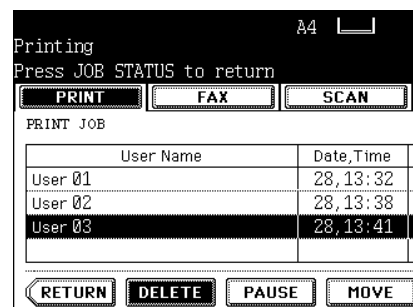 A4
Printing
Press JOB STATUS to return
PRINT FAX SCAN
PRINT JOB
User Name Date,Time
User 01 28,13:32
User 02 28,13:38
User 03 28,13:41
RETURN DELETE PAUSE MOVE